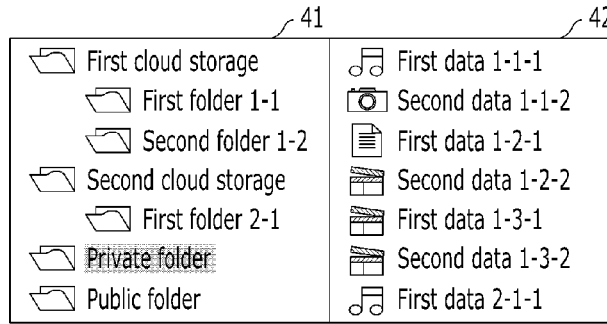 41
42
First cloud storage
First folder 1-1
Second folder 1-2
Second cloud storage
First folder 2-1
Private folder
Public folder
First data 1-1-1
Second data 1-1-2
First data 1-2-1
Second data 1-2-2
First data 1-3-1
Second data 1-3-2
First data 2-1-1